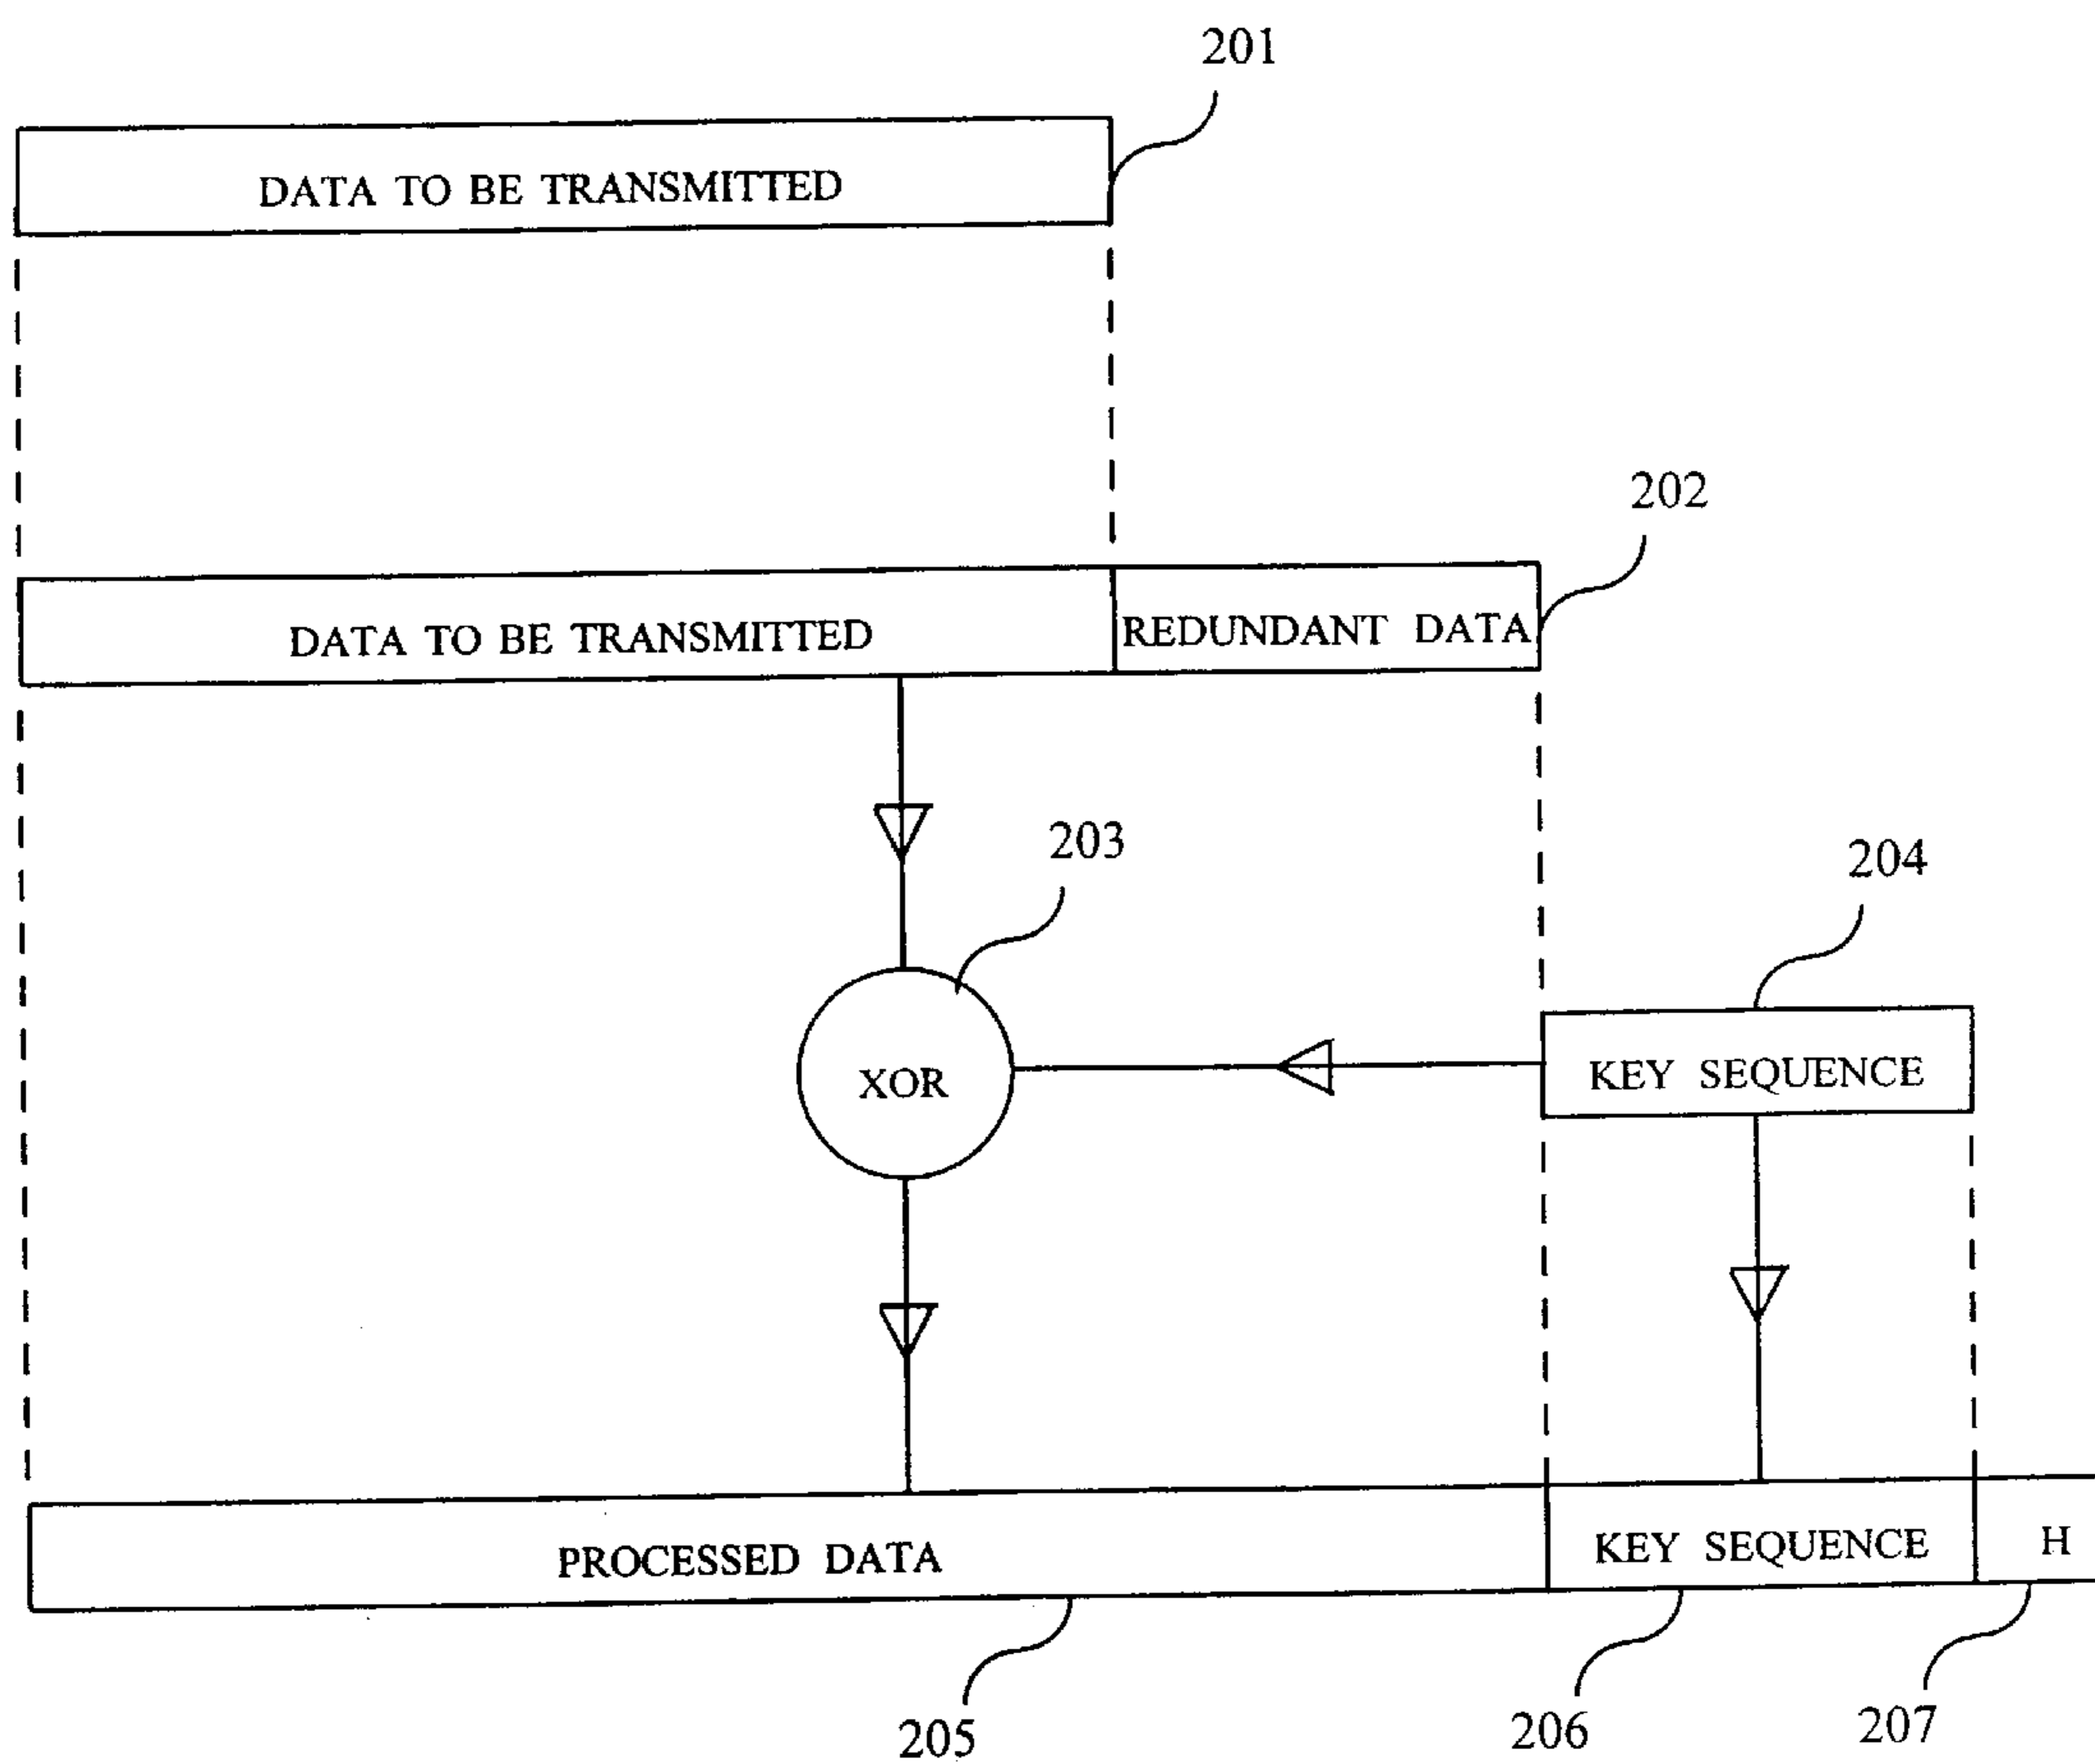 201
DATA TO BE TRANSMITTED
202
DATA TO BE TRANSMITTED
REDUNDANT DATA
203
204
XOR
KEY SEQUENCE
PROCESSED DATA
KEY SEQUENCE
H
205
206
207